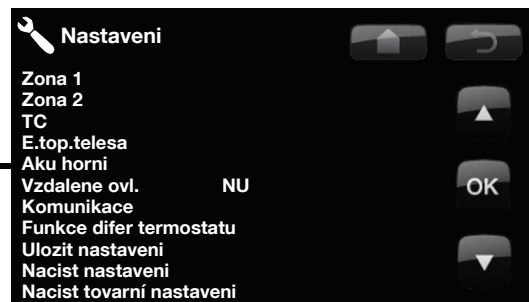 Nastaveni
Zona 1
Zona 2
TC
E.top.telesa
Aku horni
Vzdalene ovl. NU
Komunikace
Funkce difer termostatu
Ulozit nastaveni
Nacist nastaveni
Nacist tovarní nastaveni
OK